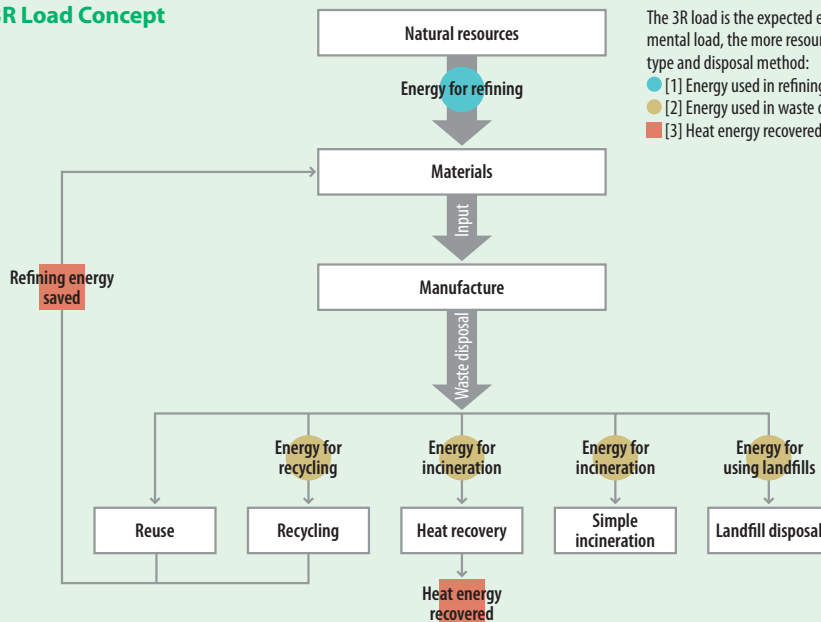 R Load Concept
The 3R load is the expected
mental load, the more resour
type and disposal method:
[1] Energy used in refining
[2] Energy used in waste
[3] Heat energy recovered
Natural resources
Energy for refining
Materials
Input
Refining energy
saved
Manufacture
Waste disposal
Energy for
recycling
Energy for
incineration
Energy for
incineration
Energy for
using landfills
Reuse
Recycling
Heat recovery
Simple
incineration
Landfill disposal
Heat energy
recovered